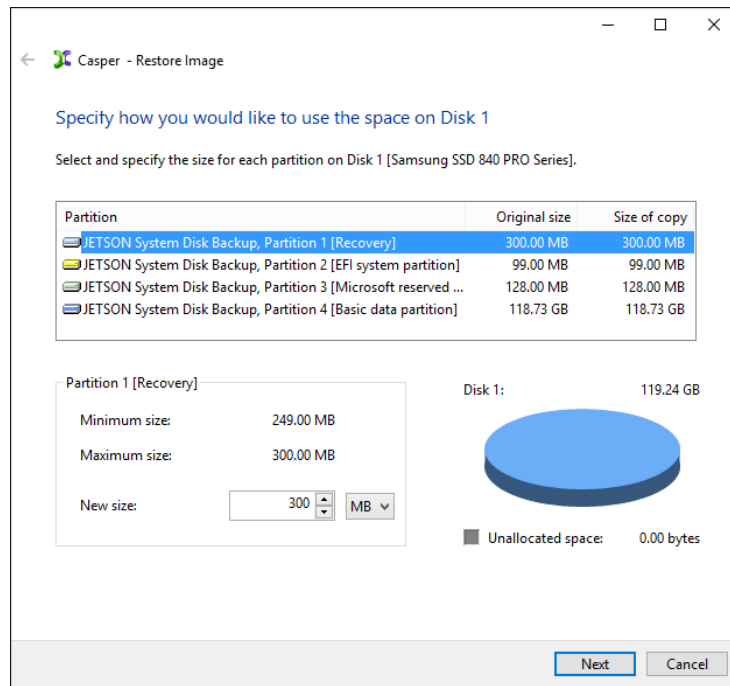 Casper - Restore Image
Specify how you would like to use the space on Disk 1
Select and specify the size for each partition on Disk 1 [Samsung SSD 840 PRO Series].
Partition Original size Size of copy
JETSON System Disk Backup, Partition 1 [Recovery] 300.00 MB 300.00 MB
JETSON System Disk Backup, Partition 2 [EFI system partition] 99.00 MB 99.00 MB
JETSON System Disk Backup, Partition 3 [Microsoft reserved ... 128.00 MB 128.00 MB
JETSON System Disk Backup, Partition 4 [Basic data partition] 118.73 GB 118.73 GB
Partition 1 [Recovery]
Minimum size: 249.00 MB
Maximum size: 300.00 MB
New size: 300 MB
Disk 1: 119.24 GB
Unallocated space: 0.00 bytes
Next Cancel